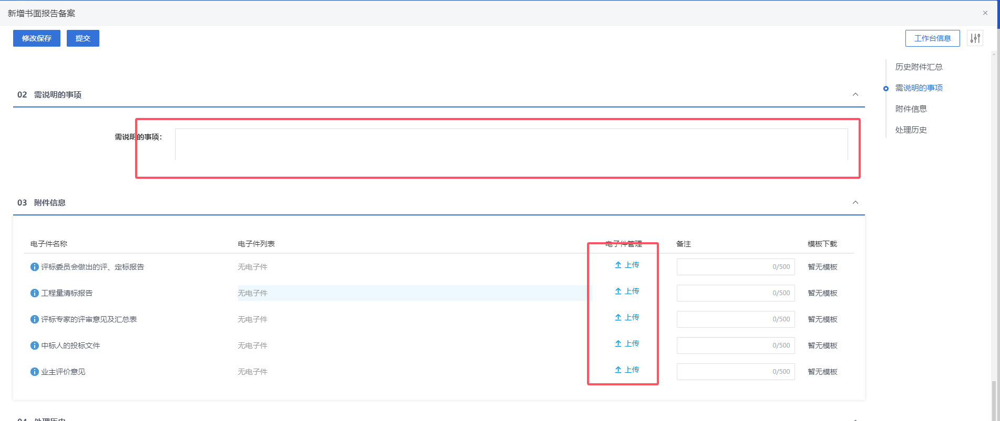 新增书面报告备案
修改保存 提交 工作台信息
历史附件汇总
需说明的事项
附件信息
处理历史
02 需说明的事项
需说明的事项：
03 附件信息
电子件名称 电子件列表 电子件管理 备注 模板下载
评标委员会做出的评、定标报告 无电子件 上传 0/500 暂无模板
工程量清标报告 无电子件 上传 0/500 暂无模板
评标专家的评审意见及汇总表 无电子件 上传 0/500 暂无模板
中标人的投标文件 无电子件 上传 0/500 暂无模板
业主评价意见 无电子件 上传 0/500 暂无模板
04 处理历史